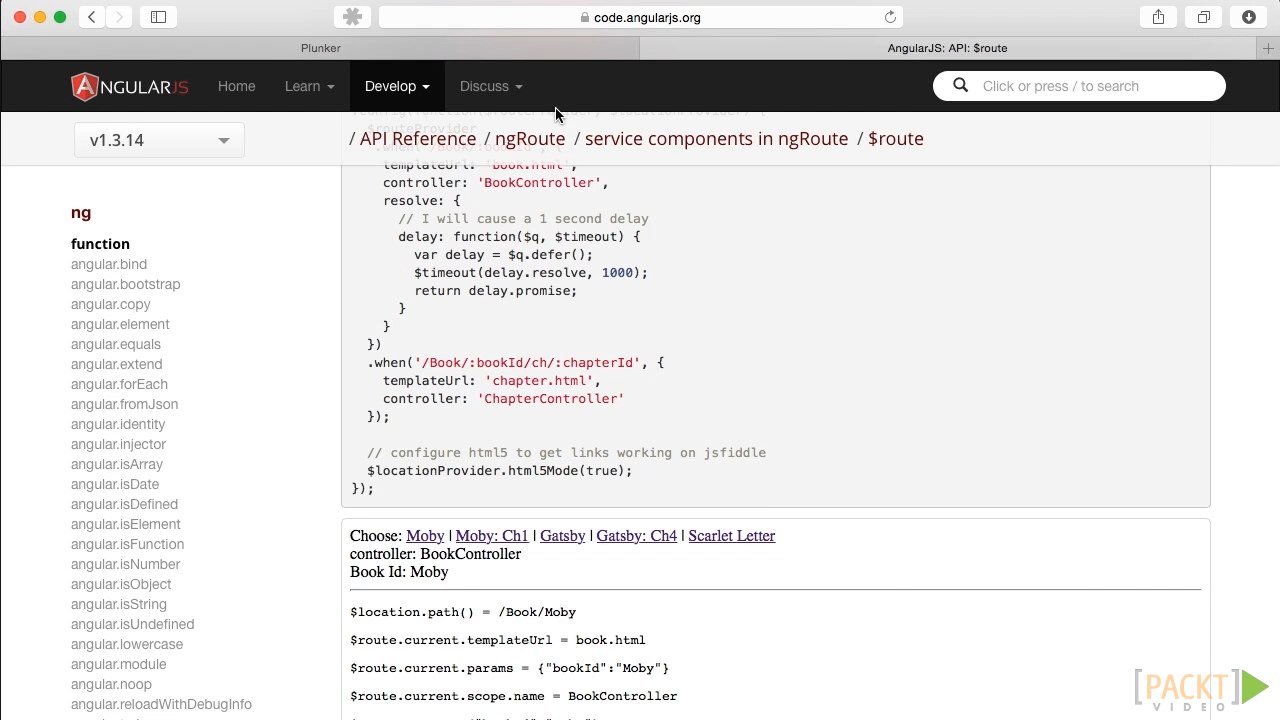 code.angularjs.org
Plunker
AngularJS: API: $route
ANGULARJS
Home
Learn
Develop
Discuss
Click or press / to search
v1.3.14
/ API Reference / ngRoute / service components in ngRoute / $route
templateUrl: 'book.html',
controller: 'BookController',
resolve: {
// I will cause a 1 second delay
delay: function($q, $timeout) {
var delay = $q.defer();
$timeout(delay.resolve, 1000);
return delay.promise;
}
}
})
.when('/Book/:bookId/ch/:chapterId', {
templateUrl: 'chapter.html',
controller: 'ChapterController'
});
// configure html5 to get links working on jsfiddle
$locationProvider.html5Mode(true);
});
ng
function
angular.bind
angular.bootstrap
angular.copy
angular.element
angular.equals
angular.extend
angular.forEach
angular.fromJson
angular.identity
angular.injector
angular.isArray
angular.isDate
angular.isDefined
angular.isElement
angular.isFunction
angular.isNumber
angular.isObject
angular.isString
angular.isUndefined
angular.lowercase
angular.module
angular.noop
angular.reloadWithDebugInfo
Choose: Moby | Moby: Ch1 | Gatsby | Gatsby: Ch4 | Scarlet Letter
controller: BookController
Book Id: Moby
$location.path() = /Book/Moby
$route.current.templateUrl = book.html
$route.current.params = {"bookId":"Moby"}
$route.current.scope.name = BookController
[PACKT]
VIDEO